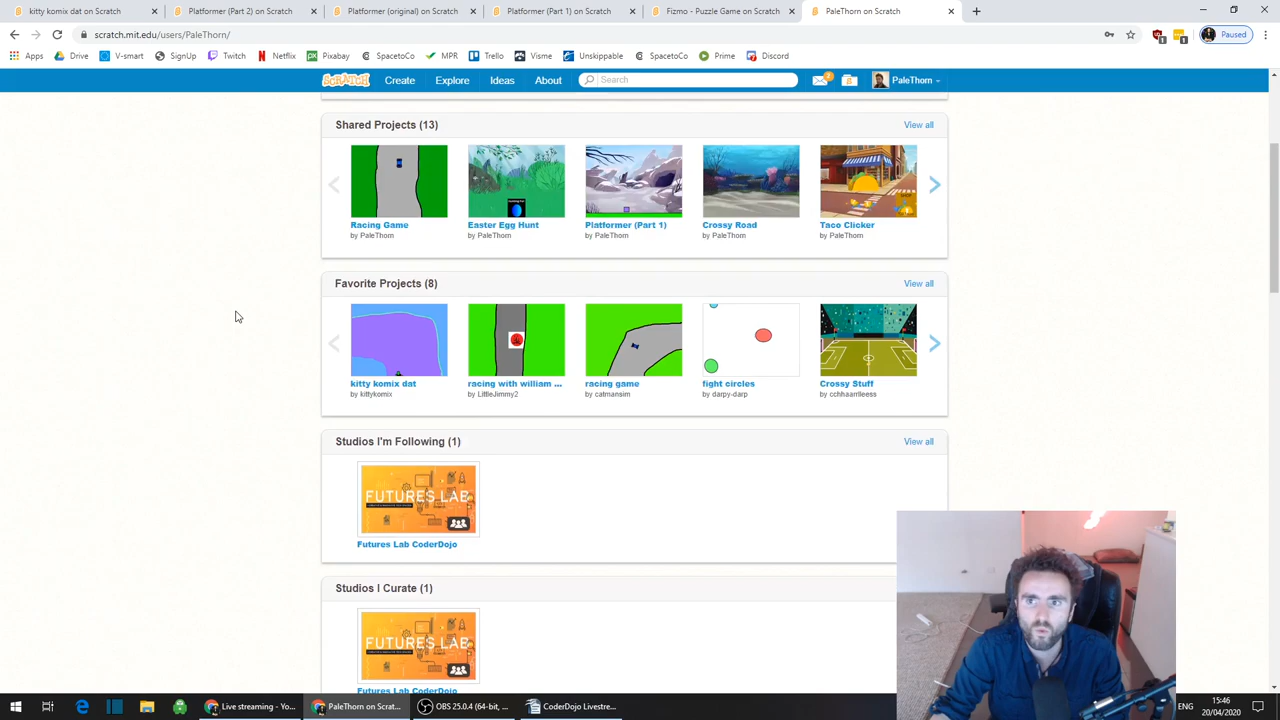 kitty komix dat on Scratch
Platformer (Part 2) on Scratch
Platformer (original) on Scratch
Platformer (Part 1) on Scratch
Fizmo - Puzzle Game on Scratch
PaleThorn on Scratch
scratch.mit.edu/users/PaleThorn/
Paused
Apps
Drive
V-smart
SignUp
Twitch
Netflix
Pixabay
SpacetoCo
MPR
Trello
Visme
Unskippable
SpacetoCo
Prime
Discord
SCRATCH
Create
Explore
Ideas
About
Search
PaleThorn
Shared Projects (13)
View all
Racing Game
by PaleThorn
Easter Egg Hunt
by PaleThorn
Platformer (Part 1)
by PaleThorn
Crossy Road
by PaleThorn
Taco Clicker
by PaleThorn
Favorite Projects (8)
View all
kitty komix dat
by kittykomix
racing with william ...
by LittleJimmy2
racing game
by catmansim
fight circles
by darpy-darp
Crossy Stuff
by cchhaarrlleess
Studios I'm Following (1)
View all
FUTURES LAB
Futures Lab CoderDojo
Studios I Curate (1)
FUTURES LAB
Futures Lab CoderDojo
Live streaming - Yo...
PaleThorn on Scrat...
OBS 25.0.4 (64-bit, ...
CoderDojo Livestre...
ENG
15:46
20/04/2020